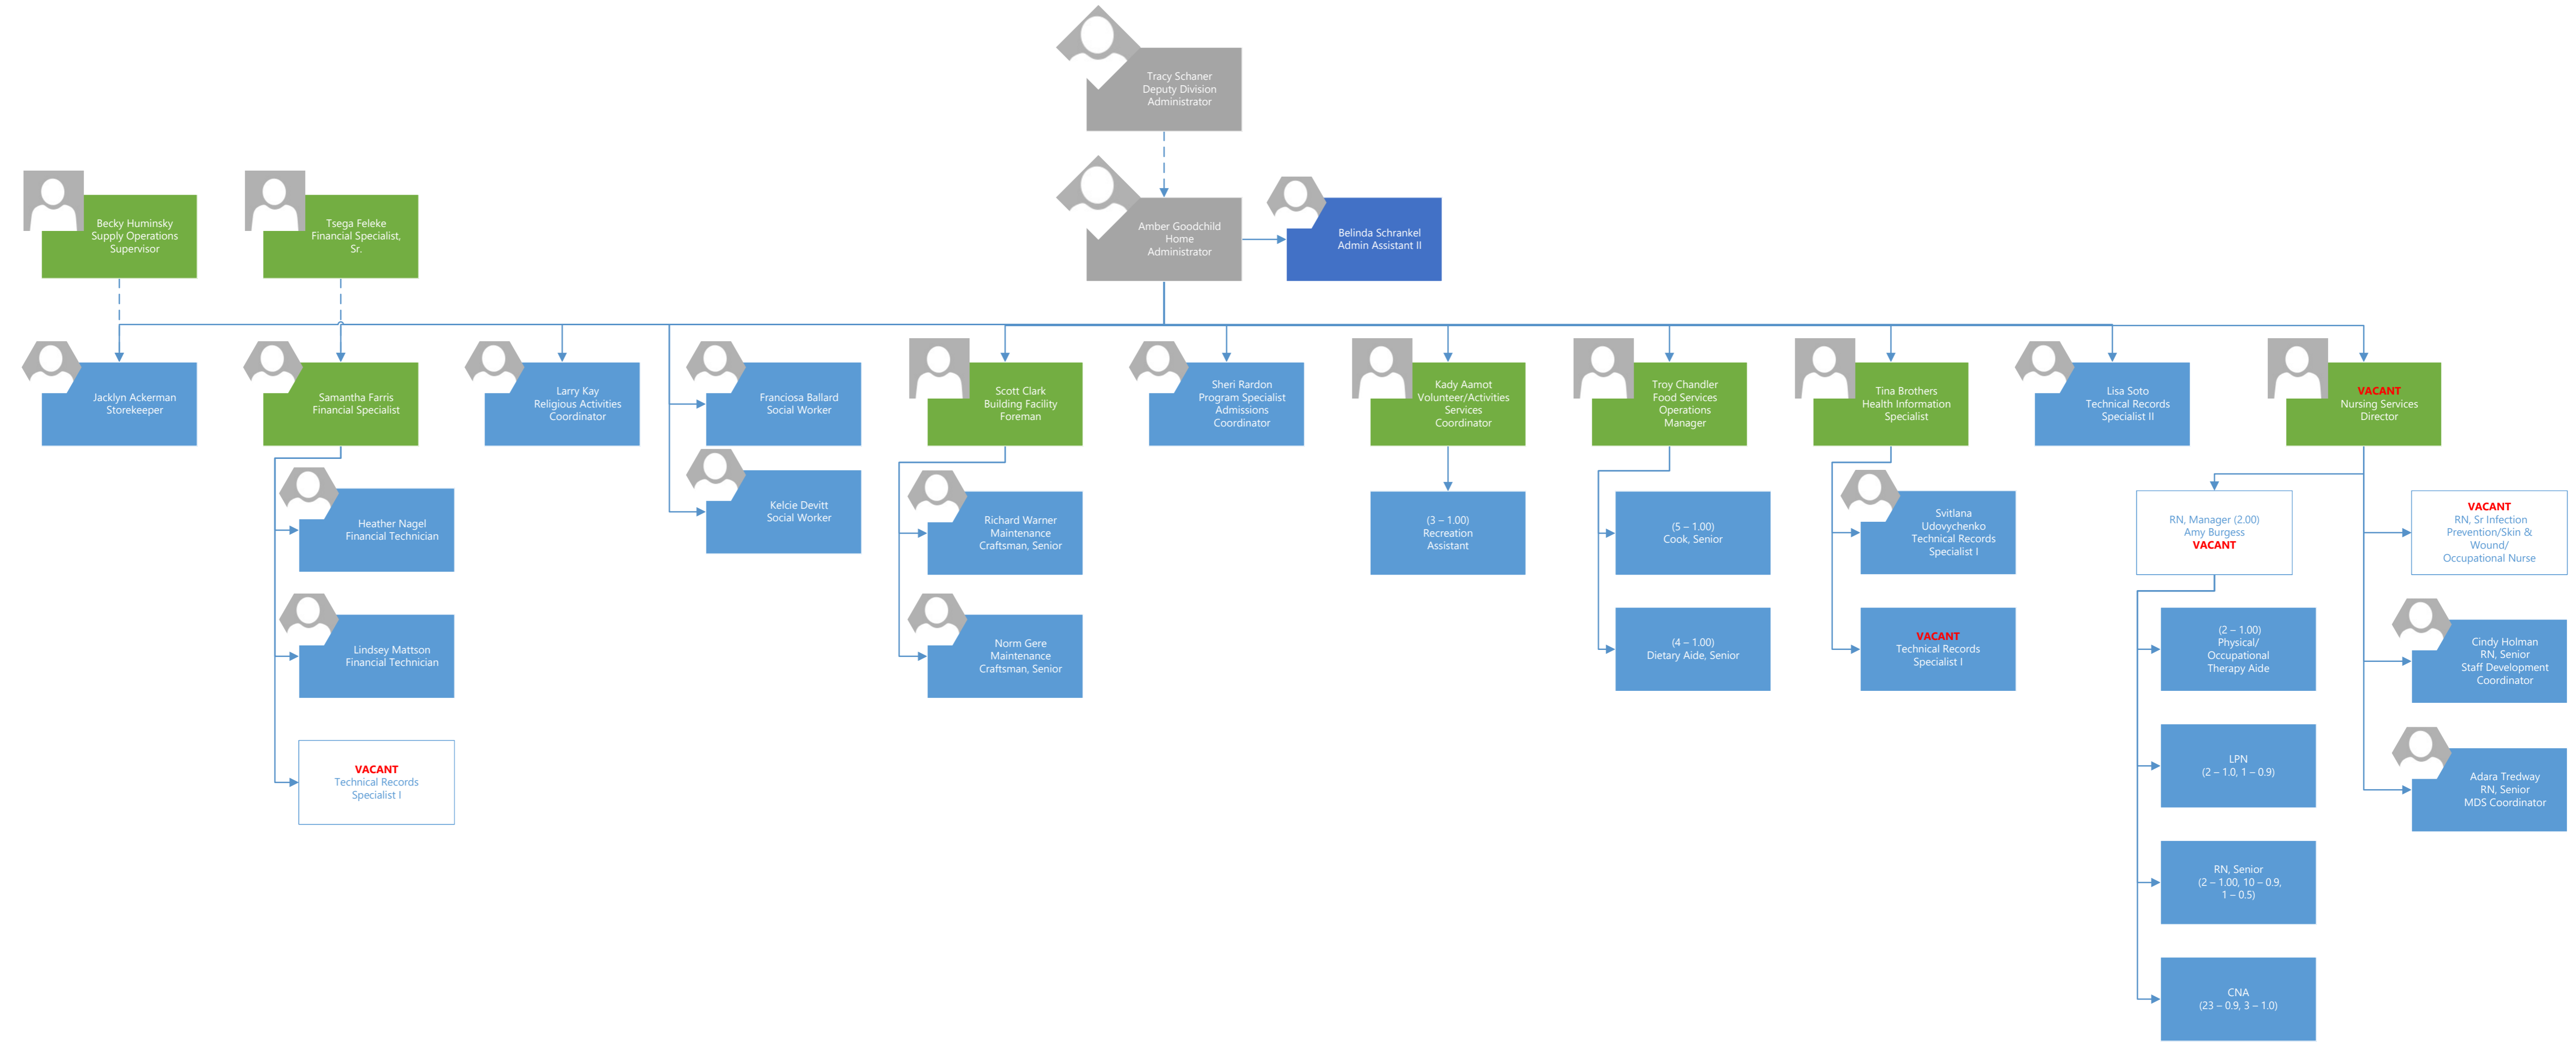 Tracy Schaner
Deputy Division
Administrator
Becky Huminsky
Supply Operations
Supervisor
Tsega Feleke
Financial Specialist,
Sr.
Amber Goodchild
Home
Administrator
Belinda Schrankel
Admin Assistant II
Jacklyn Ackerman
Storekeeper
Samantha Farris
Financial Specialist
Larry Kay
Religious Activities
Coordinator
Franciosa Ballard
Social Worker
Scott Clark
Building Facility
Foreman
Sheri Rardon
Program Specialist
Admissions
Coordinator
Kady Aamot
Volunteer/Activities
Services
Coordinator
Troy Chandler
Food Services
Operations
Manager
Tina Brothers
Health Information
Specialist
Lisa Soto
Technical Records
Specialist II
VACANT
Nursing Services
Director
Heather Nagel
Financial Technician
Kelcie Devitt
Social Worker
Richard Warner
Maintenance
Craftsman, Senior
(3 – 1.00)
Recreation
Assistant
(5 – 1.00)
Cook, Senior
Svitlana
Udovychenko
Technical Records
Specialist I
RN, Manager (2.00)
Amy Burgess
VACANT
VACANT
RN, Sr Infection
Prevention/Skin &
Wound/
Occupational Nurse
Lindsey Mattson
Financial Technician
Norm Gere
Maintenance
Craftsman, Senior
(4 – 1.00)
Dietary Aide, Senior
VACANT
Technical Records
Specialist I
(2 – 1.00)
Physical/
Occupational
Therapy Aide
Cindy Holman
RN, Senior
Staff Development
Coordinator
VACANT
Technical Records
Specialist I
LPN
(2 – 1.0, 1 – 0.9)
Adara Tredway
RN, Senior
MDS Coordinator
RN, Senior
(2 – 1.00, 10 – 0.9,
1 – 0.5)
CNA
(23 – 0.9, 3 – 1.0)